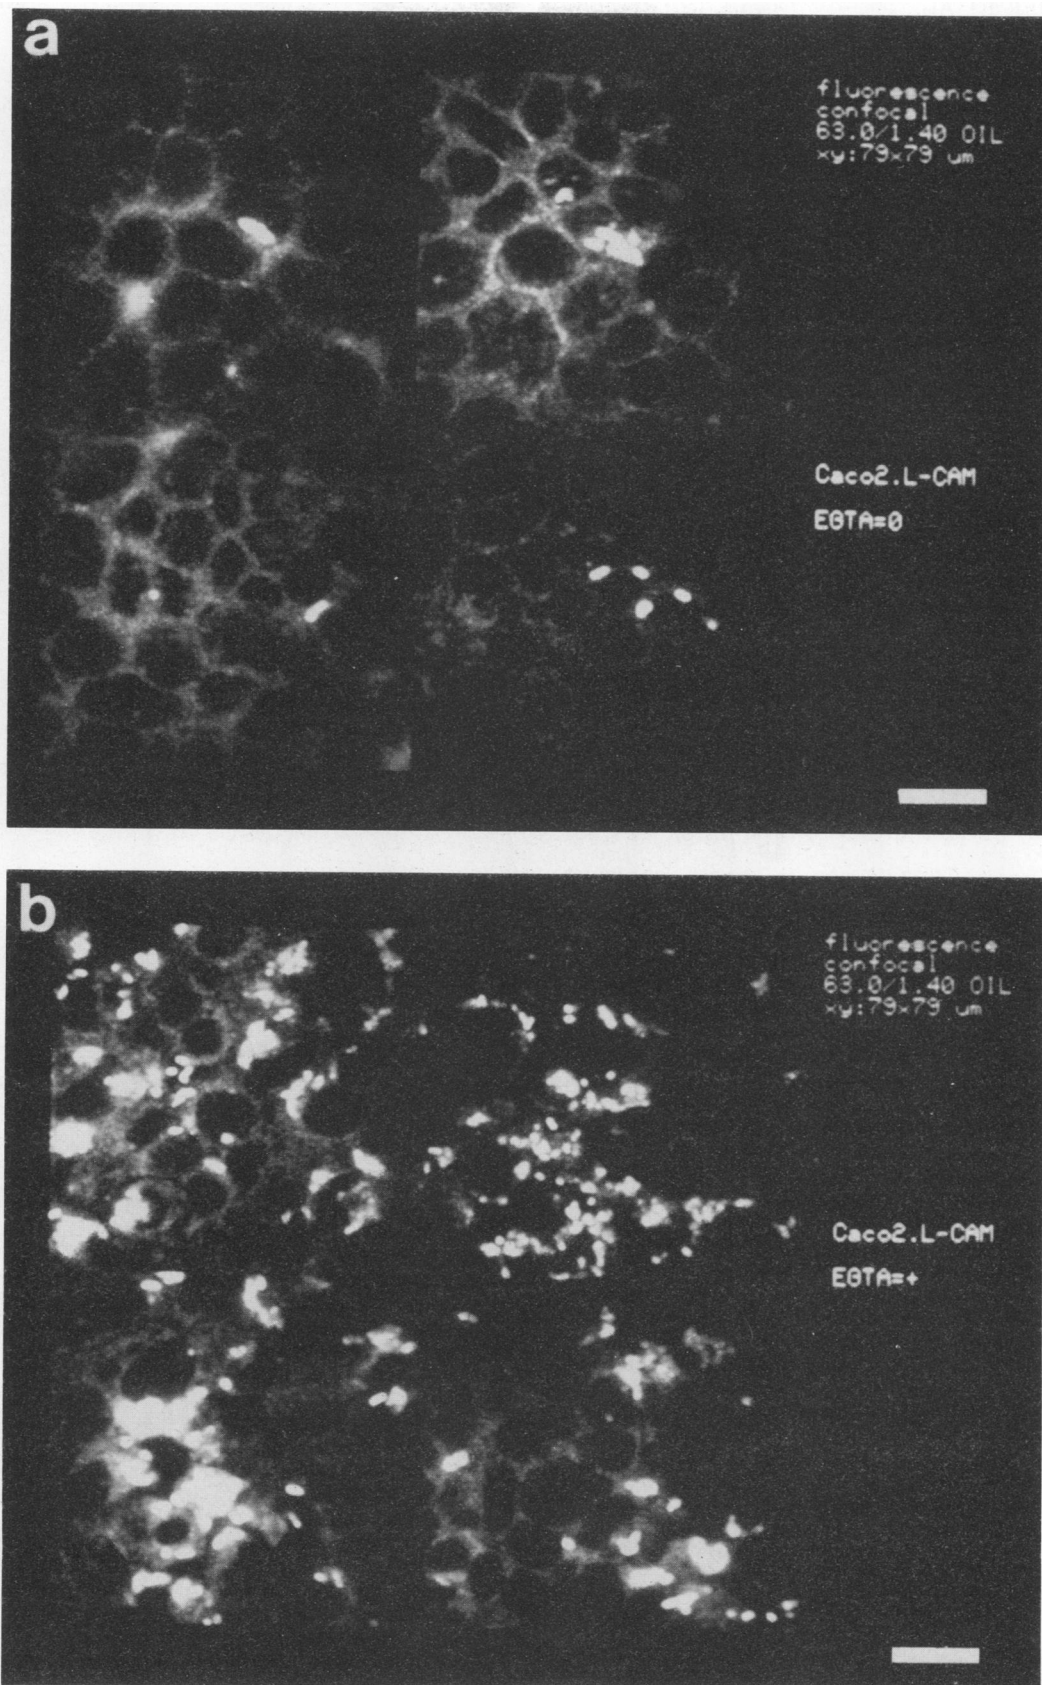 a
fluorescence
confocal
63.0/1.40 OIL
xy:79x79 um
Caco2.L-CAM
EGTA=0
b
fluorescence
confocal
63.0/1.40 OIL
xy:79x79 um
Caco2.L-CAM
EGTA=+